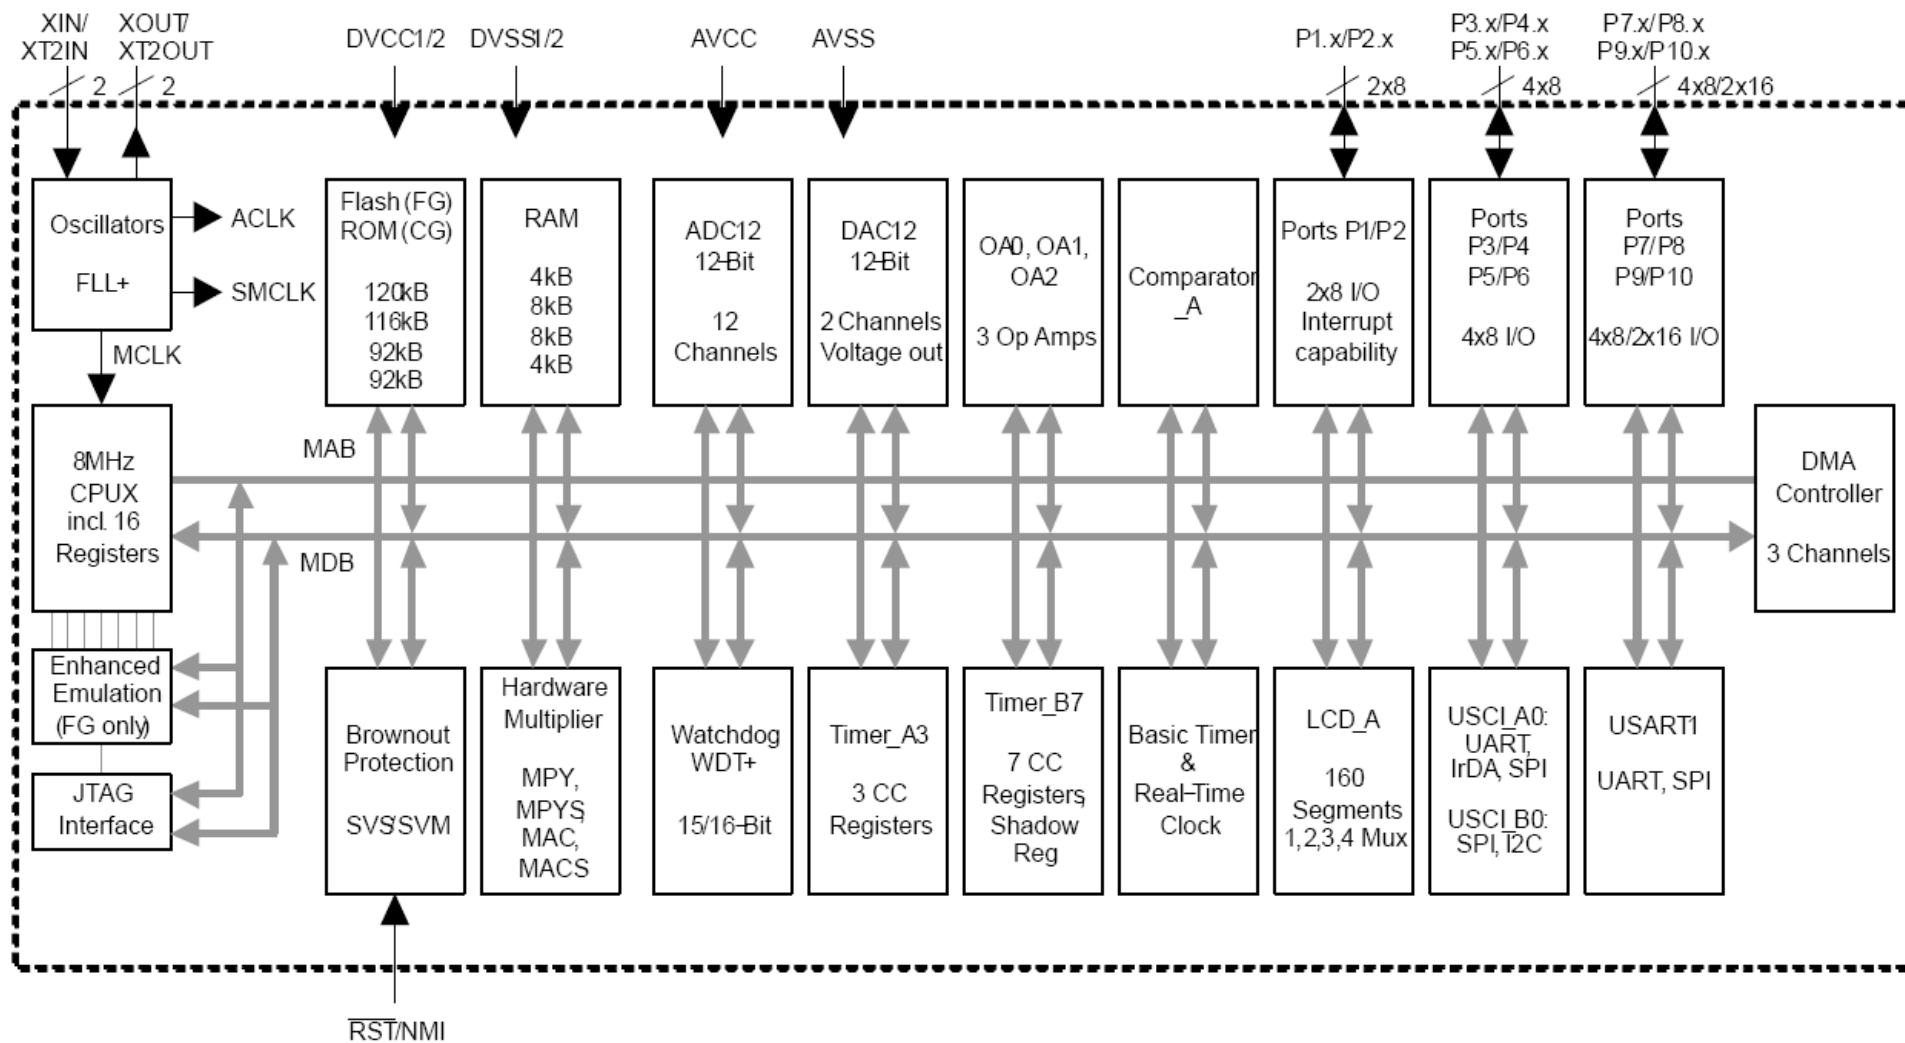 XIN/
XT2IN
XOUT/
XT2OUT
2
2
DVCC1/2
DVSS1/2
AVCC
AVSS
P1.x/P2.x
2x8
P3.x/P4.x
P5.x/P6.x
4x8
P7.x/P8.x
P9.x/P10.x
4x8/2x16
Oscillators
FLL+
ACLK
SMCLK
MCLK
Flash (FG)
ROM (CG)
120kB
116kB
92kB
92kB
RAM
4kB
8kB
8kB
4kB
ADC12
12-Bit
12
Channels
DAC12
12-Bit
2 Channels
Voltage out
OA0, OA1,
OA2
3 Op Amps
Comparator
_A
Ports P1/P2
2x8 I/O
Interrupt
capability
Ports
P3/P4
P5/P6
4x8 I/O
Ports
P7/P8
P9/P10
4x8/2x16 I/O
8MHz
CPUX
incl. 16
Registers
MAB
MDB
DMA
Controller
3 Channels
Enhanced
Emulation
(FG only)
JTAG
Interface
Brownout
Protection
SVS/SVM
Hardware
Multiplier
MPY,
MPYS,
MAC,
MACS
Watchdog
WDT+
15/16-Bit
Timer_A3
3 CC
Registers
Timer_B7
7 CC
Registers,
Shadow
Reg
Basic Timer
&
Real-Time
Clock
LCD_A
160
Segments
1,2,3,4 Mux
USCI_A0:
UART,
IrDA, SPI
USCI_B0:
SPI, I2C
USART1
UART, SPI
RST/NMI